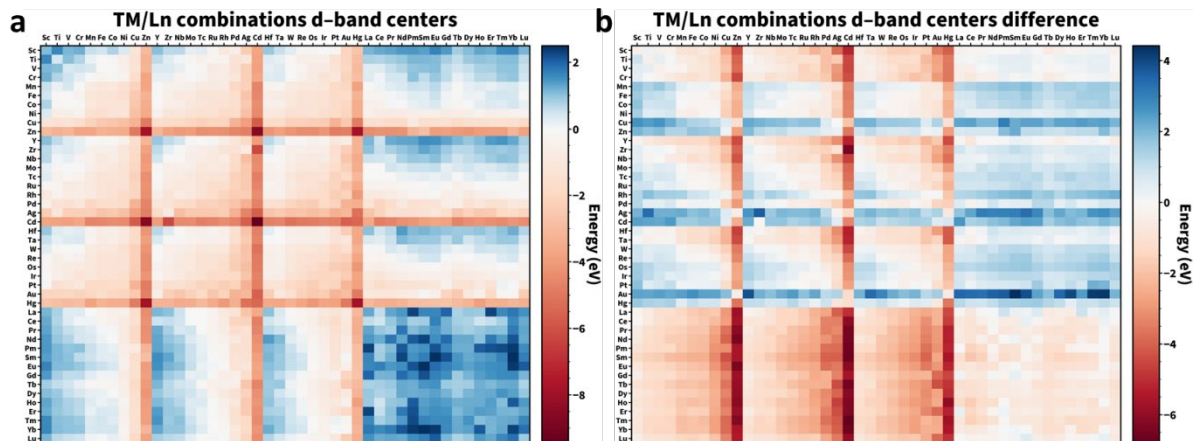 a
TM/Ln combinations d–band centers
Sc Ti V Cr Mn Fe Co Ni Cu Zn Y Zr Nb Mo Tc Ru Rh Pd Ag Cd Hf Ta W Re Os Ir Pt Au Hg La Ce Pr Nd Pm Sm Eu Gd Tb Dy Ho Er Tm Yb Lu
Sc
Ti
V
Cr
Mn
Fe
Co
Ni
Cu
Zn
Y
Zr
Nb
Mo
Tc
Ru
Rh
Pd
Ag
Cd
Hf
Ta
W
Re
Os
Ir
Pt
Au
Hg
La
Ce
Pr
Nd
Pm
Sm
Eu
Gd
Tb
Dy
Ho
Er
Tm
Yb
Lu
2
0
−2
−4
−6
−8
Energy (eV)
b
TM/Ln combinations d–band centers difference
Sc Ti V Cr Mn Fe Co Ni Cu Zn Y Zr Nb Mo Tc Ru Rh Pd Ag Cd Hf Ta W Re Os Ir Pt Au Hg La Ce Pr Nd Pm Sm Eu Gd Tb Dy Ho Er Tm Yb Lu
Sc
Ti
V
Cr
Mn
Fe
Co
Ni
Cu
Zn
Y
Zr
Nb
Mo
Tc
Ru
Rh
Pd
Ag
Cd
Hf
Ta
W
Re
Os
Ir
Pt
Au
Hg
La
Ce
Pr
Nd
Pm
Sm
Eu
Gd
Tb
Dy
Ho
Er
Tm
Yb
Lu
4
2
0
−2
−4
−6
Energy (eV)